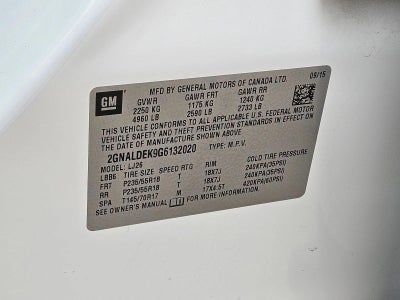 GM
MFD BY GENERAL MOTORS OF CANADA LTD.
09/15
GVWR GAWR FRT GAWR RR
2250 KG 1175 KG 1240 KG
4960 LB 2590 LB 2733 LB
THIS VEHICLE CONFORMS TO ALL APPLICABLE U.S. FEDERAL MOTOR
VEHICLE SAFETY AND THEFT PREVENTION STANDARDS IN EFFECT ON
THE DATE OF MANUFACTURE SHOWN ABOVE
2GNALDEK9G6132020 TYPE: M.P.V.
MODEL: LJ26
L886 TIRE SIZE SPEED RTG RIM COLD TIRE PRESSURE
FRT P235/55R18 T 18X7J 240KPA(35PSI)
RR P235/55R18 T 18X7J 240KPA(35PSI)
SPA T145/70R17 M 17X4.5T 420KPA(60PSI)
SEE OWNER'S MANUAL FOR ADDITIONAL INFORMATION.